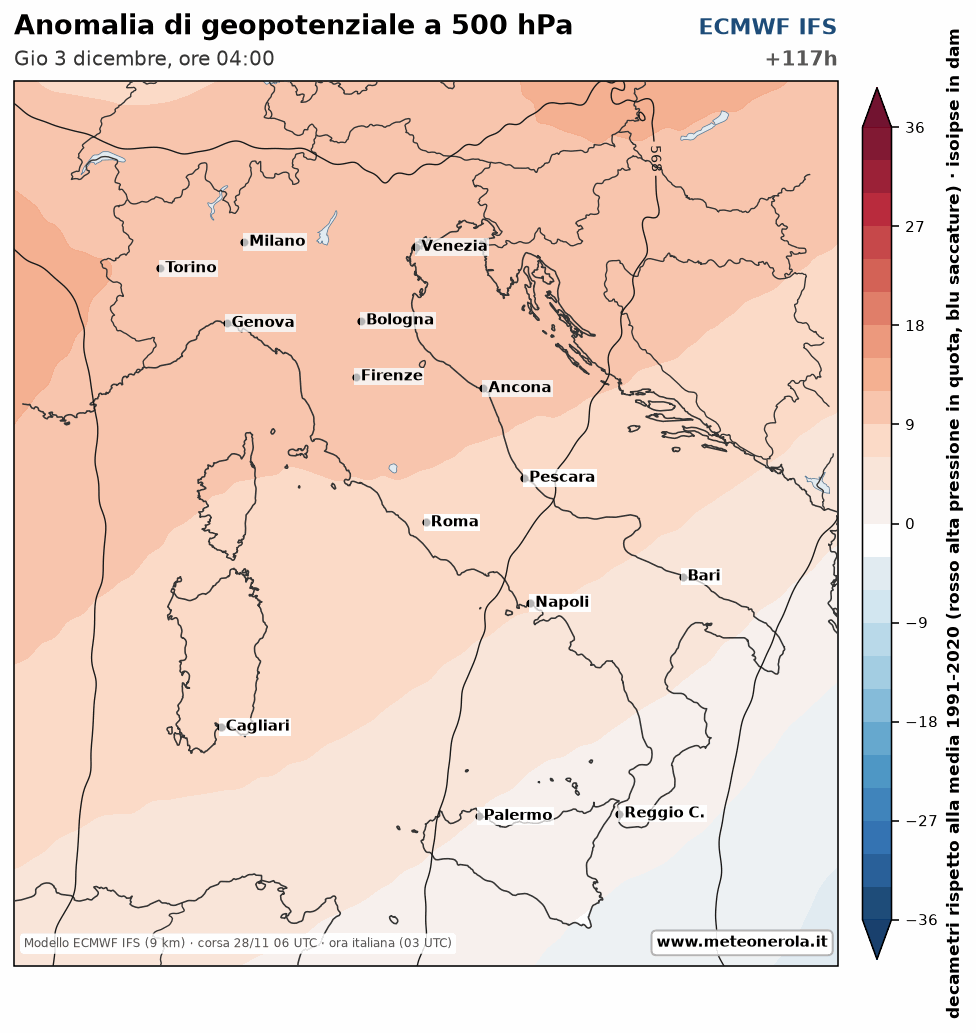 Anomalia di geopotenziale a 500 hPa
ECMWF IFS
Gio 3 dicembre, ore 04:00
+117h
568
Milano
Venezia
Torino
Genova
Bologna
Firenze
Ancona
Pescara
Roma
Bari
Napoli
Cagliari
Palermo
Reggio C.
Modello ECMWF IFS (9 km) · corsa 28/11 06 UTC · ora italiana (03 UTC)
www.meteonerola.it
36
27
18
9
0
−9
−18
−27
−36
decametri rispetto alla media 1991-2020 (rosso alta pressione in quota, blu saccature) · isoipse in dam